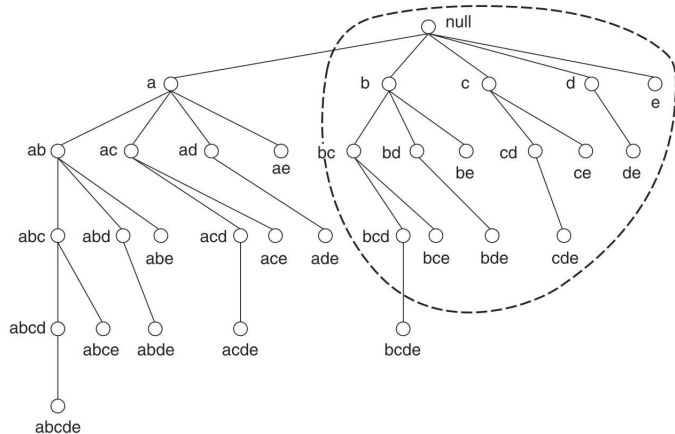 null
a b c d e
ab ac ad ae bc bd be cd ce de
abc abd abe acd ace ade bcd bce bde cde
abcd abce abde acde bcde
abcde